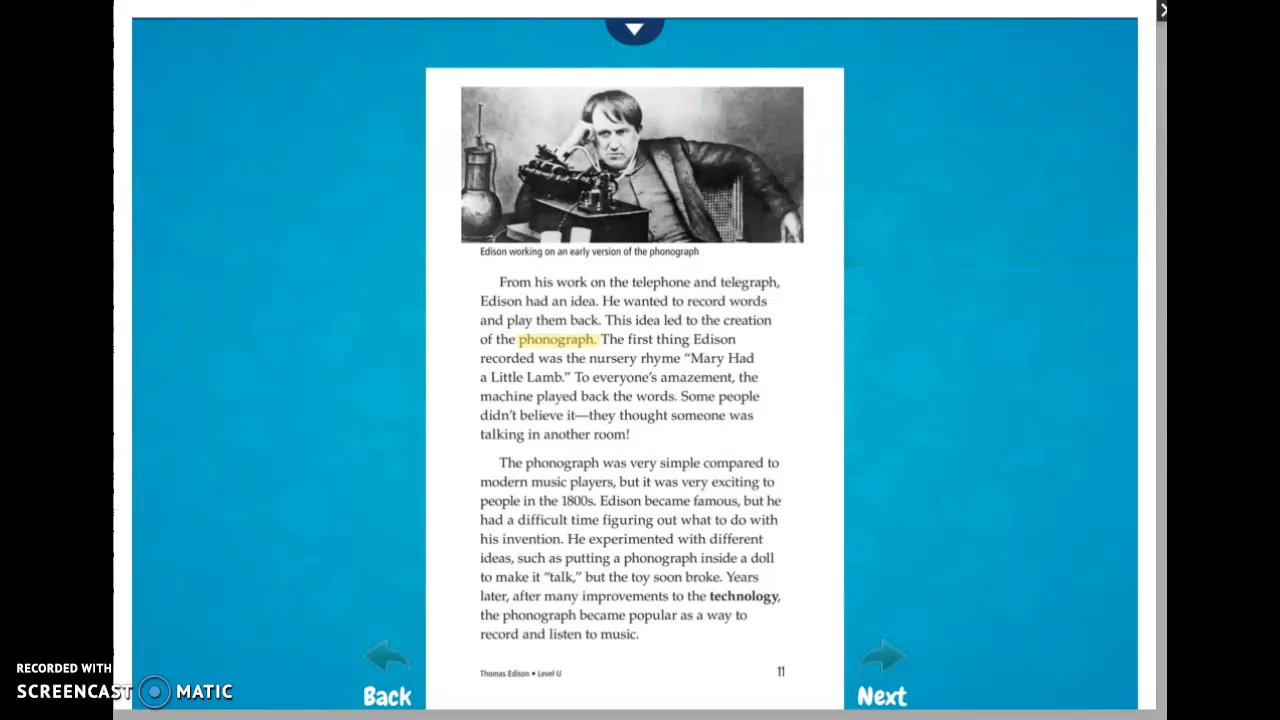 Edison working on an early version of the phonograph
From his work on the telephone and telegraph,
Edison had an idea. He wanted to record words
and play them back. This idea led to the creation
of the phonograph. The first thing Edison
recorded was the nursery rhyme “Mary Had
a Little Lamb.” To everyone’s amazement, the
machine played back the words. Some people
didn’t believe it—they thought someone was
talking in another room!
The phonograph was very simple compared to
modern music players, but it was very exciting to
people in the 1800s. Edison became famous, but he
had a difficult time figuring out what to do with
his invention. He experimented with different
ideas, such as putting a phonograph inside a doll
to make it “talk,” but the toy soon broke. Years
later, after many improvements to the technology,
the phonograph became popular as a way to
record and listen to music.
Thomas Edison • Level U 11
Back Next
RECORDED WITH
SCREENCAST MATIC